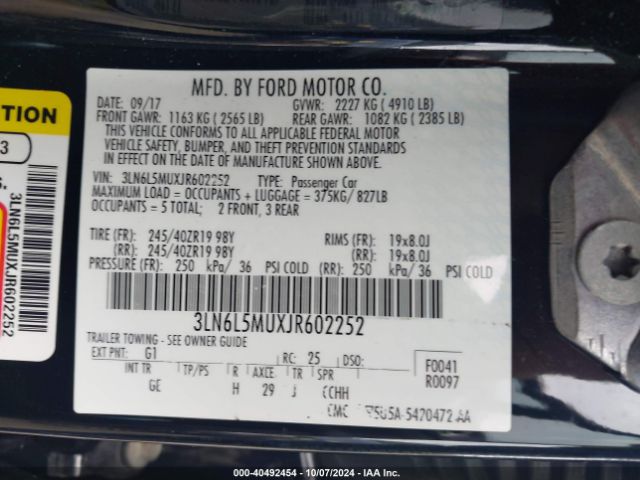 MFD. BY FORD MOTOR CO.
DATE: 09/17 GVWR: 2227 KG ( 4910 LB)
FRONT GAWR: 1163 KG ( 2565 LB) REAR GAWR: 1082 KG ( 2385 LB)
THIS VEHICLE CONFORMS TO ALL APPLICABLE FEDERAL MOTOR
VEHICLE SAFETY, BUMPER, AND THEFT PREVENTION STANDARDS
IN EFFECT ON THE DATE OF MANUFACTURE SHOWN ABOVE.
VIN: 3LN6L5MUXJR602252 TYPE: Passenger Car
MAXIMUM LOAD = OCCUPANTS + LUGGAGE = 375KG/ 827LB
OCCUPANTS = 5 TOTAL; 2 FRONT, 3 REAR
TIRE (FR): 245/40ZR19 98Y RIMS (FR): 19x8.0J
(RR): 245/40ZR19 98Y (RR): 19x8.0J
PRESSURE (FR): 250 kPa/ 36 PSI COLD (RR): 250 kPa/ 36 PSI COLD
3LN6L5MUXJR602252
TRAILER TOWING - SEE OWNER GUIDE
EXT PNT: G1 RC: 25 DSO: F0041
INT TR TP/PS R AXCE. TR SPR R0097
GE H 29 J CCHH
5U5A-5420472-AA
3
3LN6L5MUXJR602252
000-40492454 - 10/07/2024 - IAA Inc.